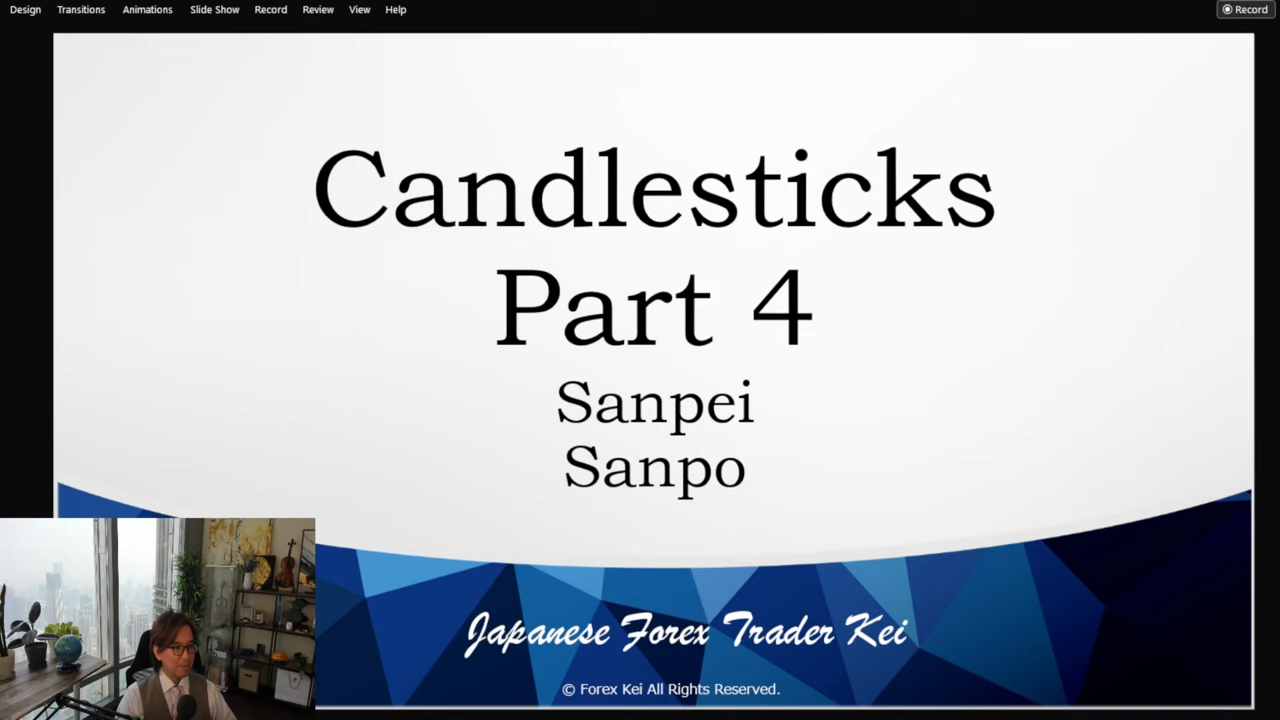 Design Transitions Animations Slide Show Record Review View Help Record
Candlesticks
Part 4
Sanpei
Sanpo
Japanese Forex Trader Kei
© Forex Kei All Rights Reserved.